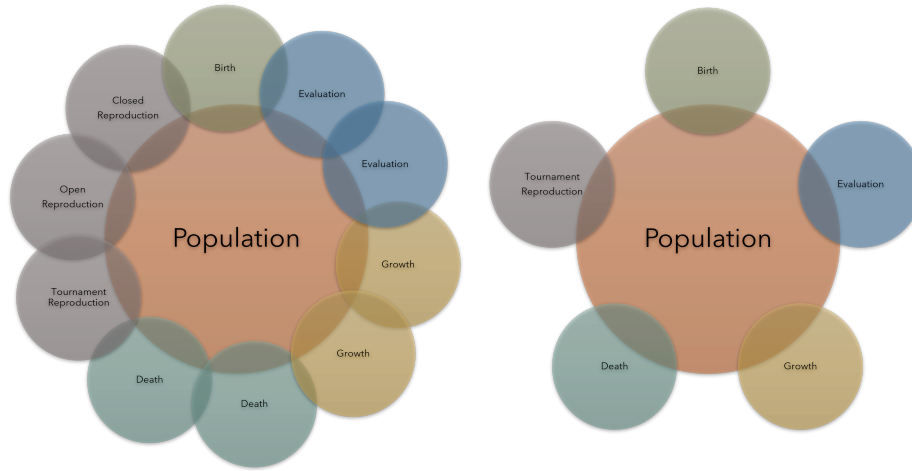 Birth
Evaluation
Evaluation
Growth
Growth
Death
Death
Tournament
Reproduction
Open
Reproduction
Closed
Reproduction
Population
Birth
Evaluation
Growth
Death
Tournament
Reproduction
Population